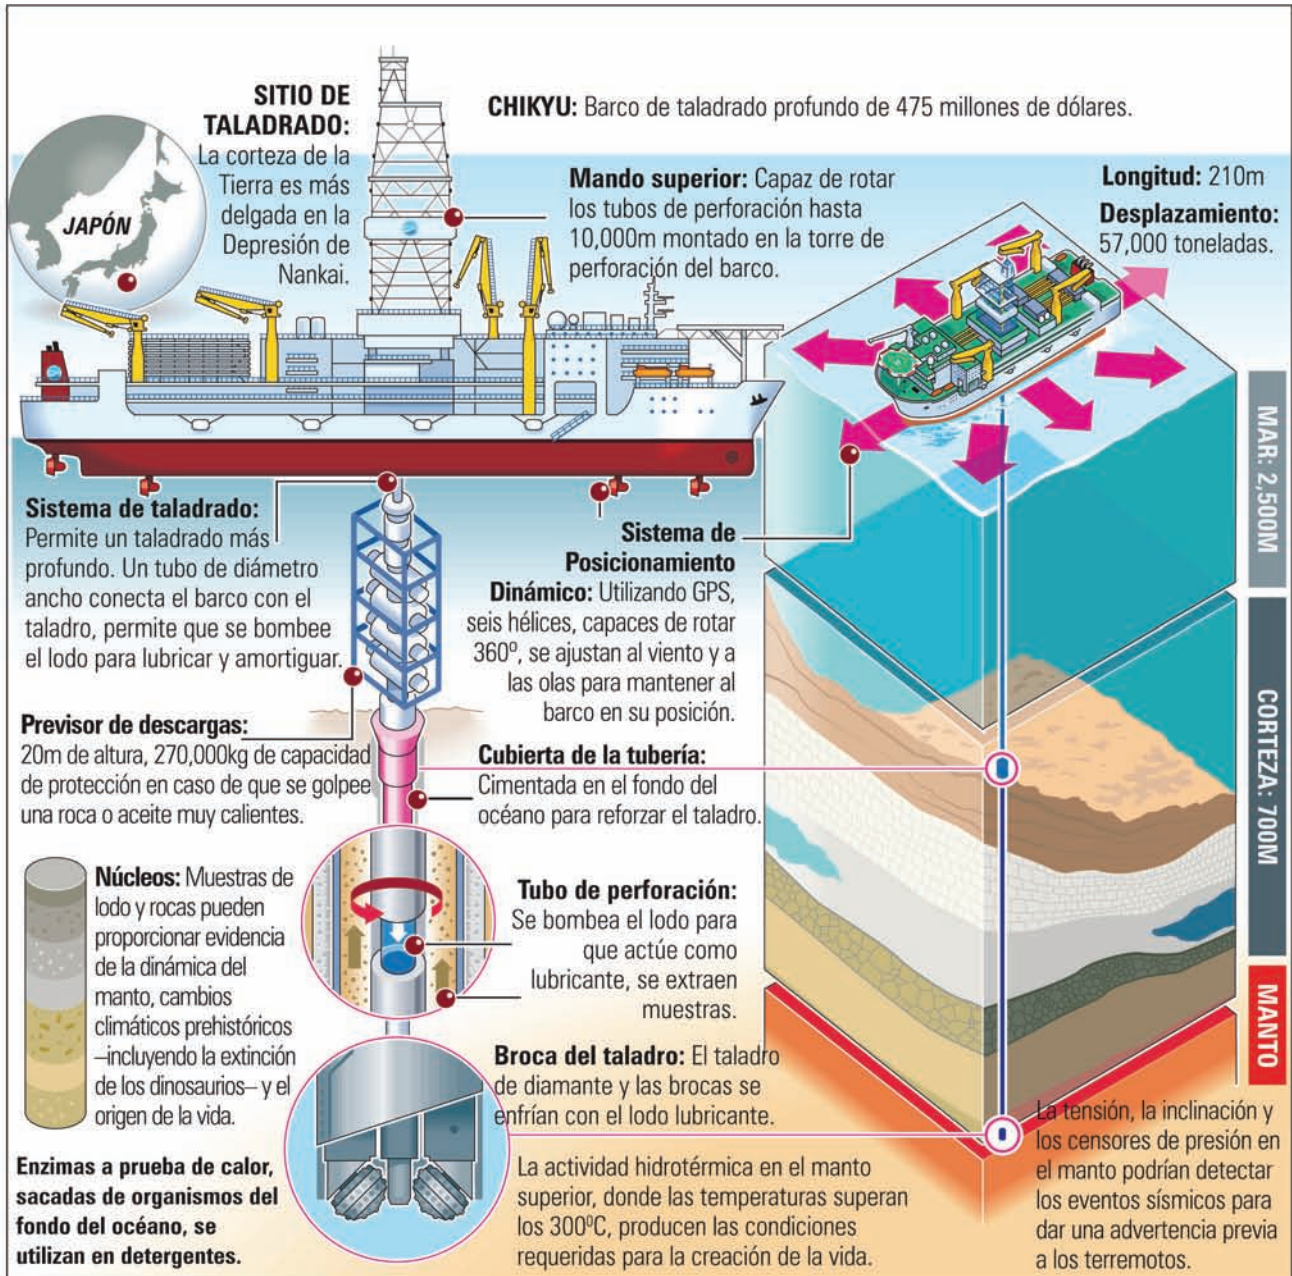 CHIKYU: Barco de taladrado profundo de 475 millones de dólares.
SITIO DE
TALADRADO:
La corteza de la
Tierra es más
delgada en la
Depresión de
Nankai.
JAPÓN
Mando superior: Capaz de rotar
los tubos de perforación hasta
10,000m montado en la torre de
perforación del barco.
Longitud: 210m
Desplazamiento:
57,000 toneladas.
Sistema de taladrado:
Permite un taladrado más
profundo. Un tubo de diámetro
ancho conecta el barco con el
taladro, permite que se bombee
el lodo para lubricar y amortiguar.
Sistema de
Posicionamiento
Dinámico: Utilizando GPS,
seis hélices, capaces de rotar
360º, se ajustan al viento y a
las olas para mantener al
barco en su posición.
MAR: 2,500M
CORTEZA: 700M
MANTO
Previsor de descargas:
20m de altura, 270,000kg de capacidad
de protección en caso de que se golpee
una roca o aceite muy calientes.
Cubierta de la tubería:
Cimentada en el fondo del
océano para reforzar el taladro.
Núcleos: Muestras de
lodo y rocas pueden
proporcionar evidencia
de la dinámica del
manto, cambios
climáticos prehistóricos
–incluyendo la extinción
de los dinosaurios– y el
origen de la vida.
Tubo de perforación:
Se bombea el lodo para
que actúe como
lubricante, se extraen
muestras.
Broca del taladro: El taladro
de diamante y las brocas se
enfrían con el lodo lubricante.
Enzimas a prueba de calor,
sacadas de organismos del
fondo del océano, se
utilizan en detergentes.
La actividad hidrotérmica en el manto
superior, donde las temperaturas superan
los 300ºC, producen las condiciones
requeridas para la creación de la vida.
La tensión, la inclinación y
los censores de presión en
el manto podrían detectar
los eventos sísmicos para
dar una advertencia previa
a los terremotos.